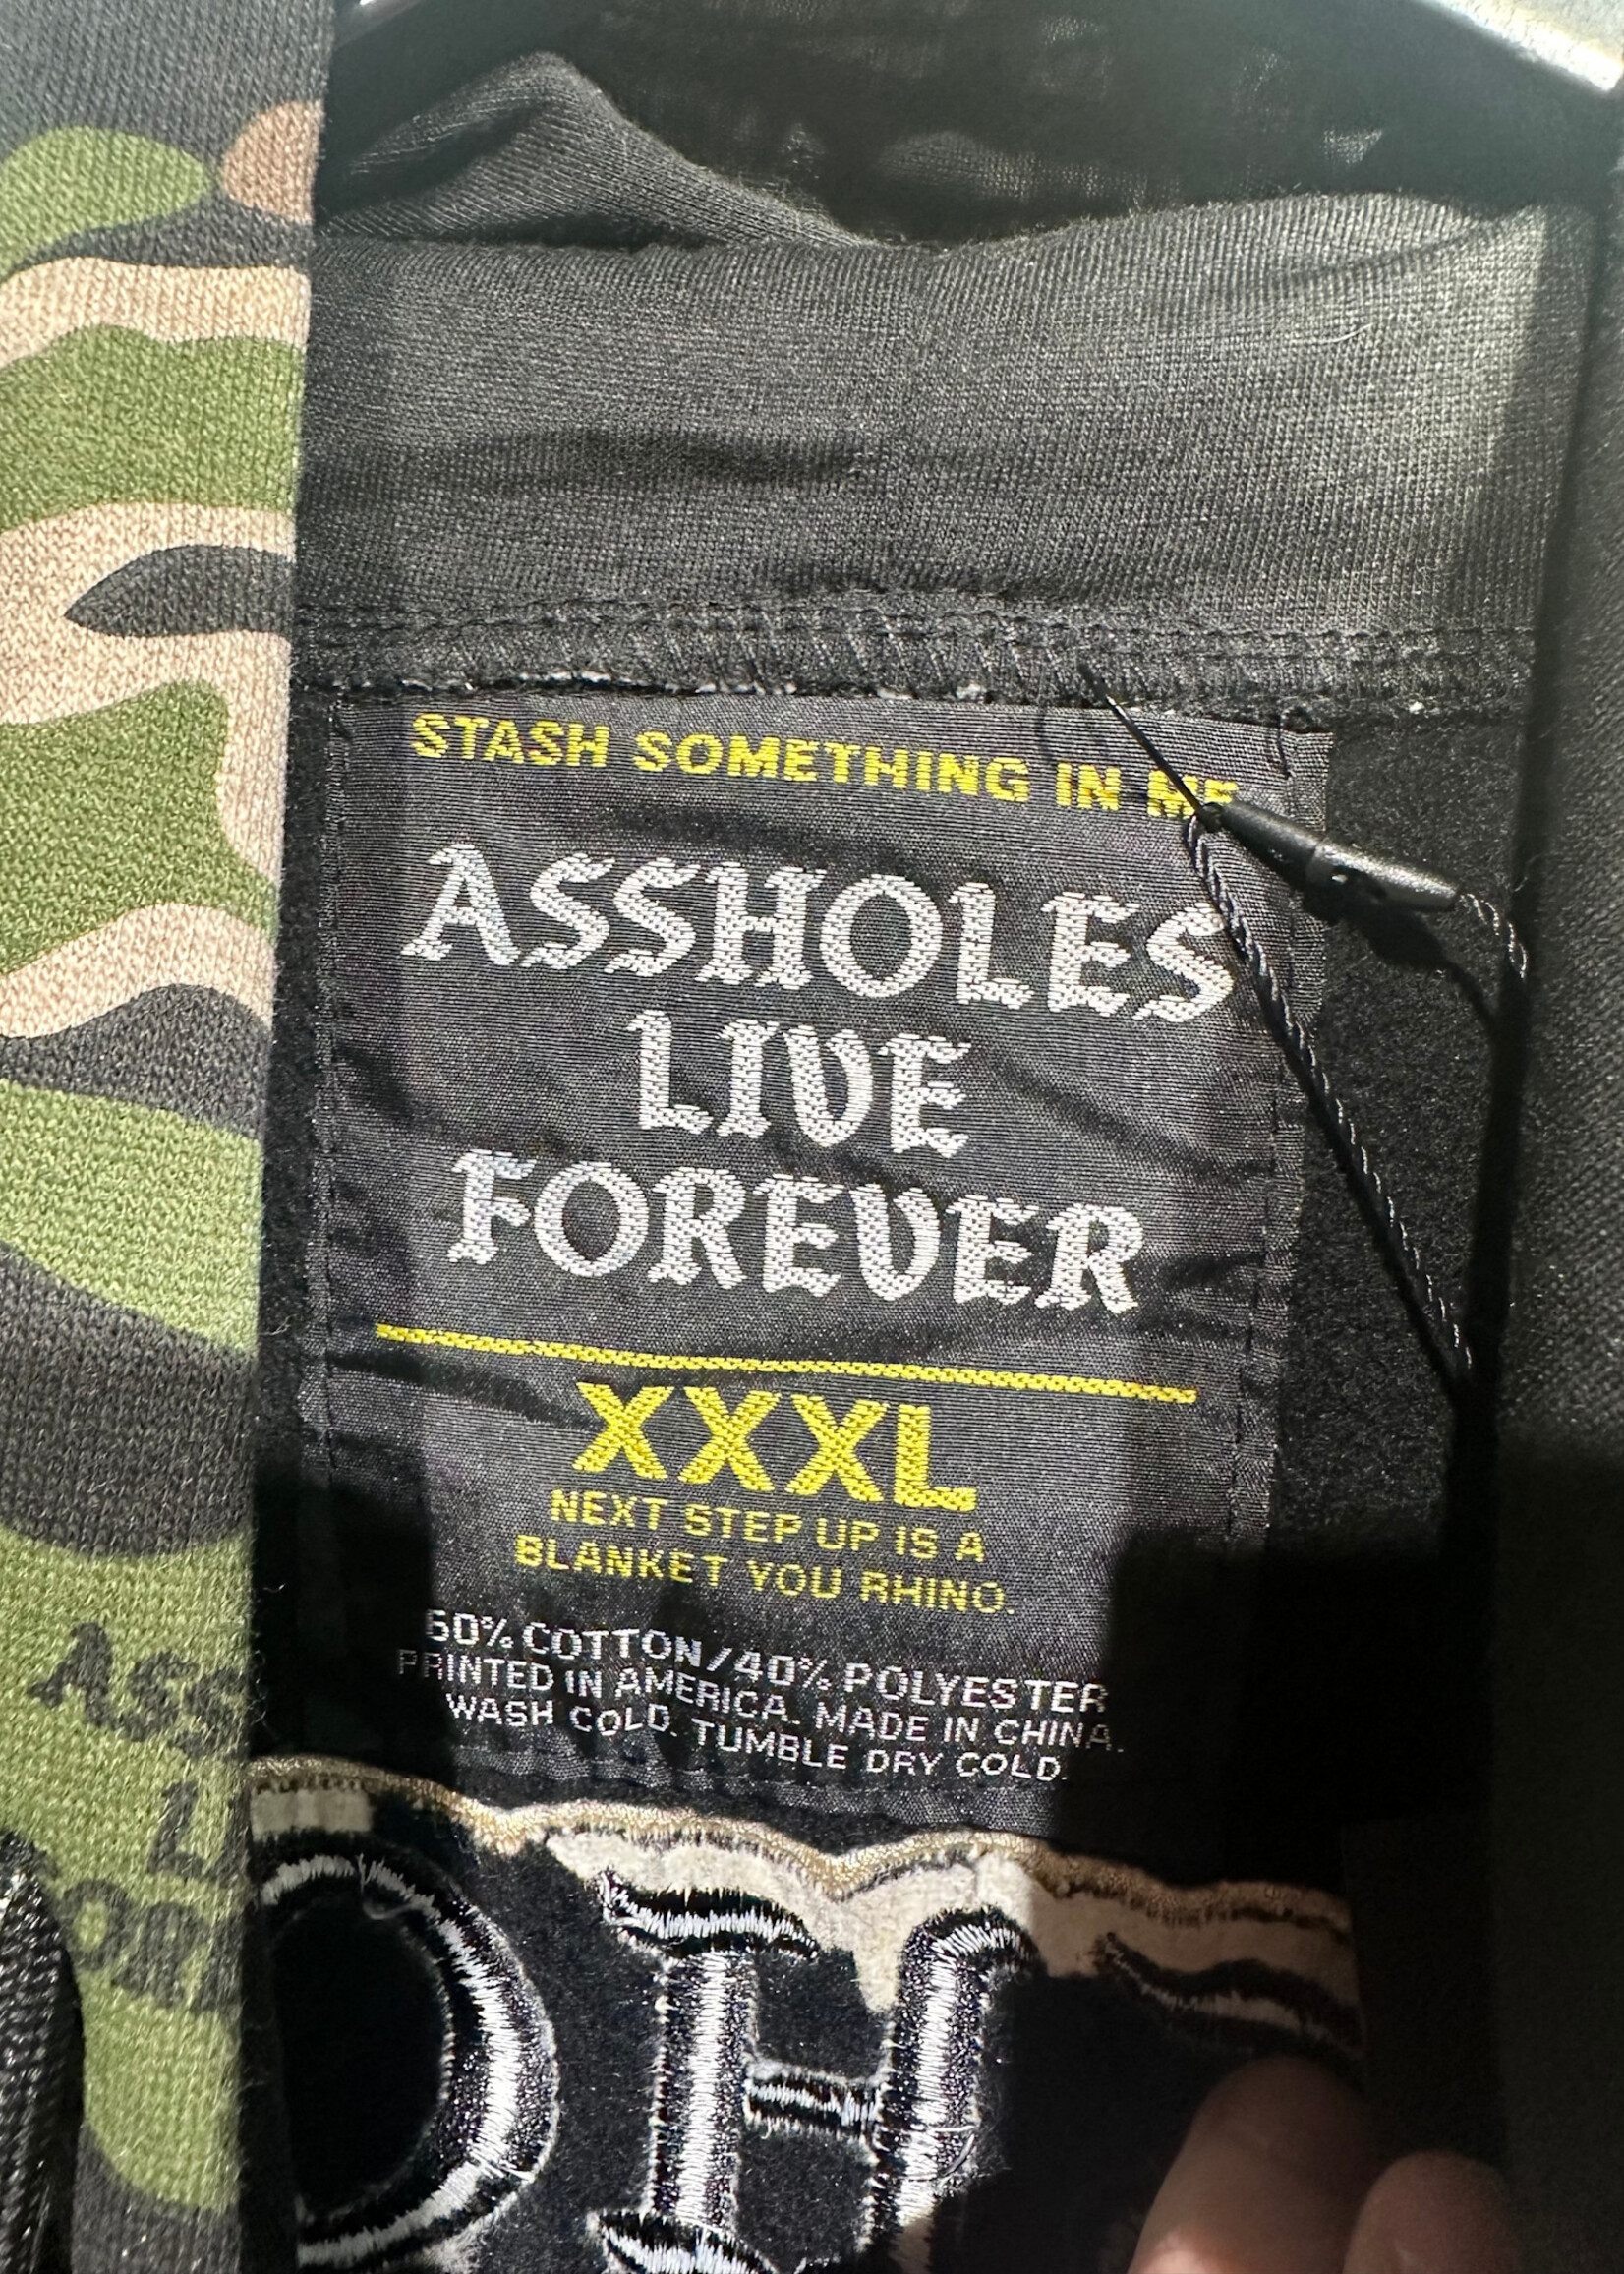 STASH SOMETHING IN ME
ASSHOLES
LIVE
FOREVER
XXXL
NEXT STEP UP IS A
BLANKET YOU RHINO.
60% COTTON/40% POLYESTER
PRINTED IN AMERICA. MADE IN CHINA.
WASH COLD. TUMBLE DRY COLD.
ASS